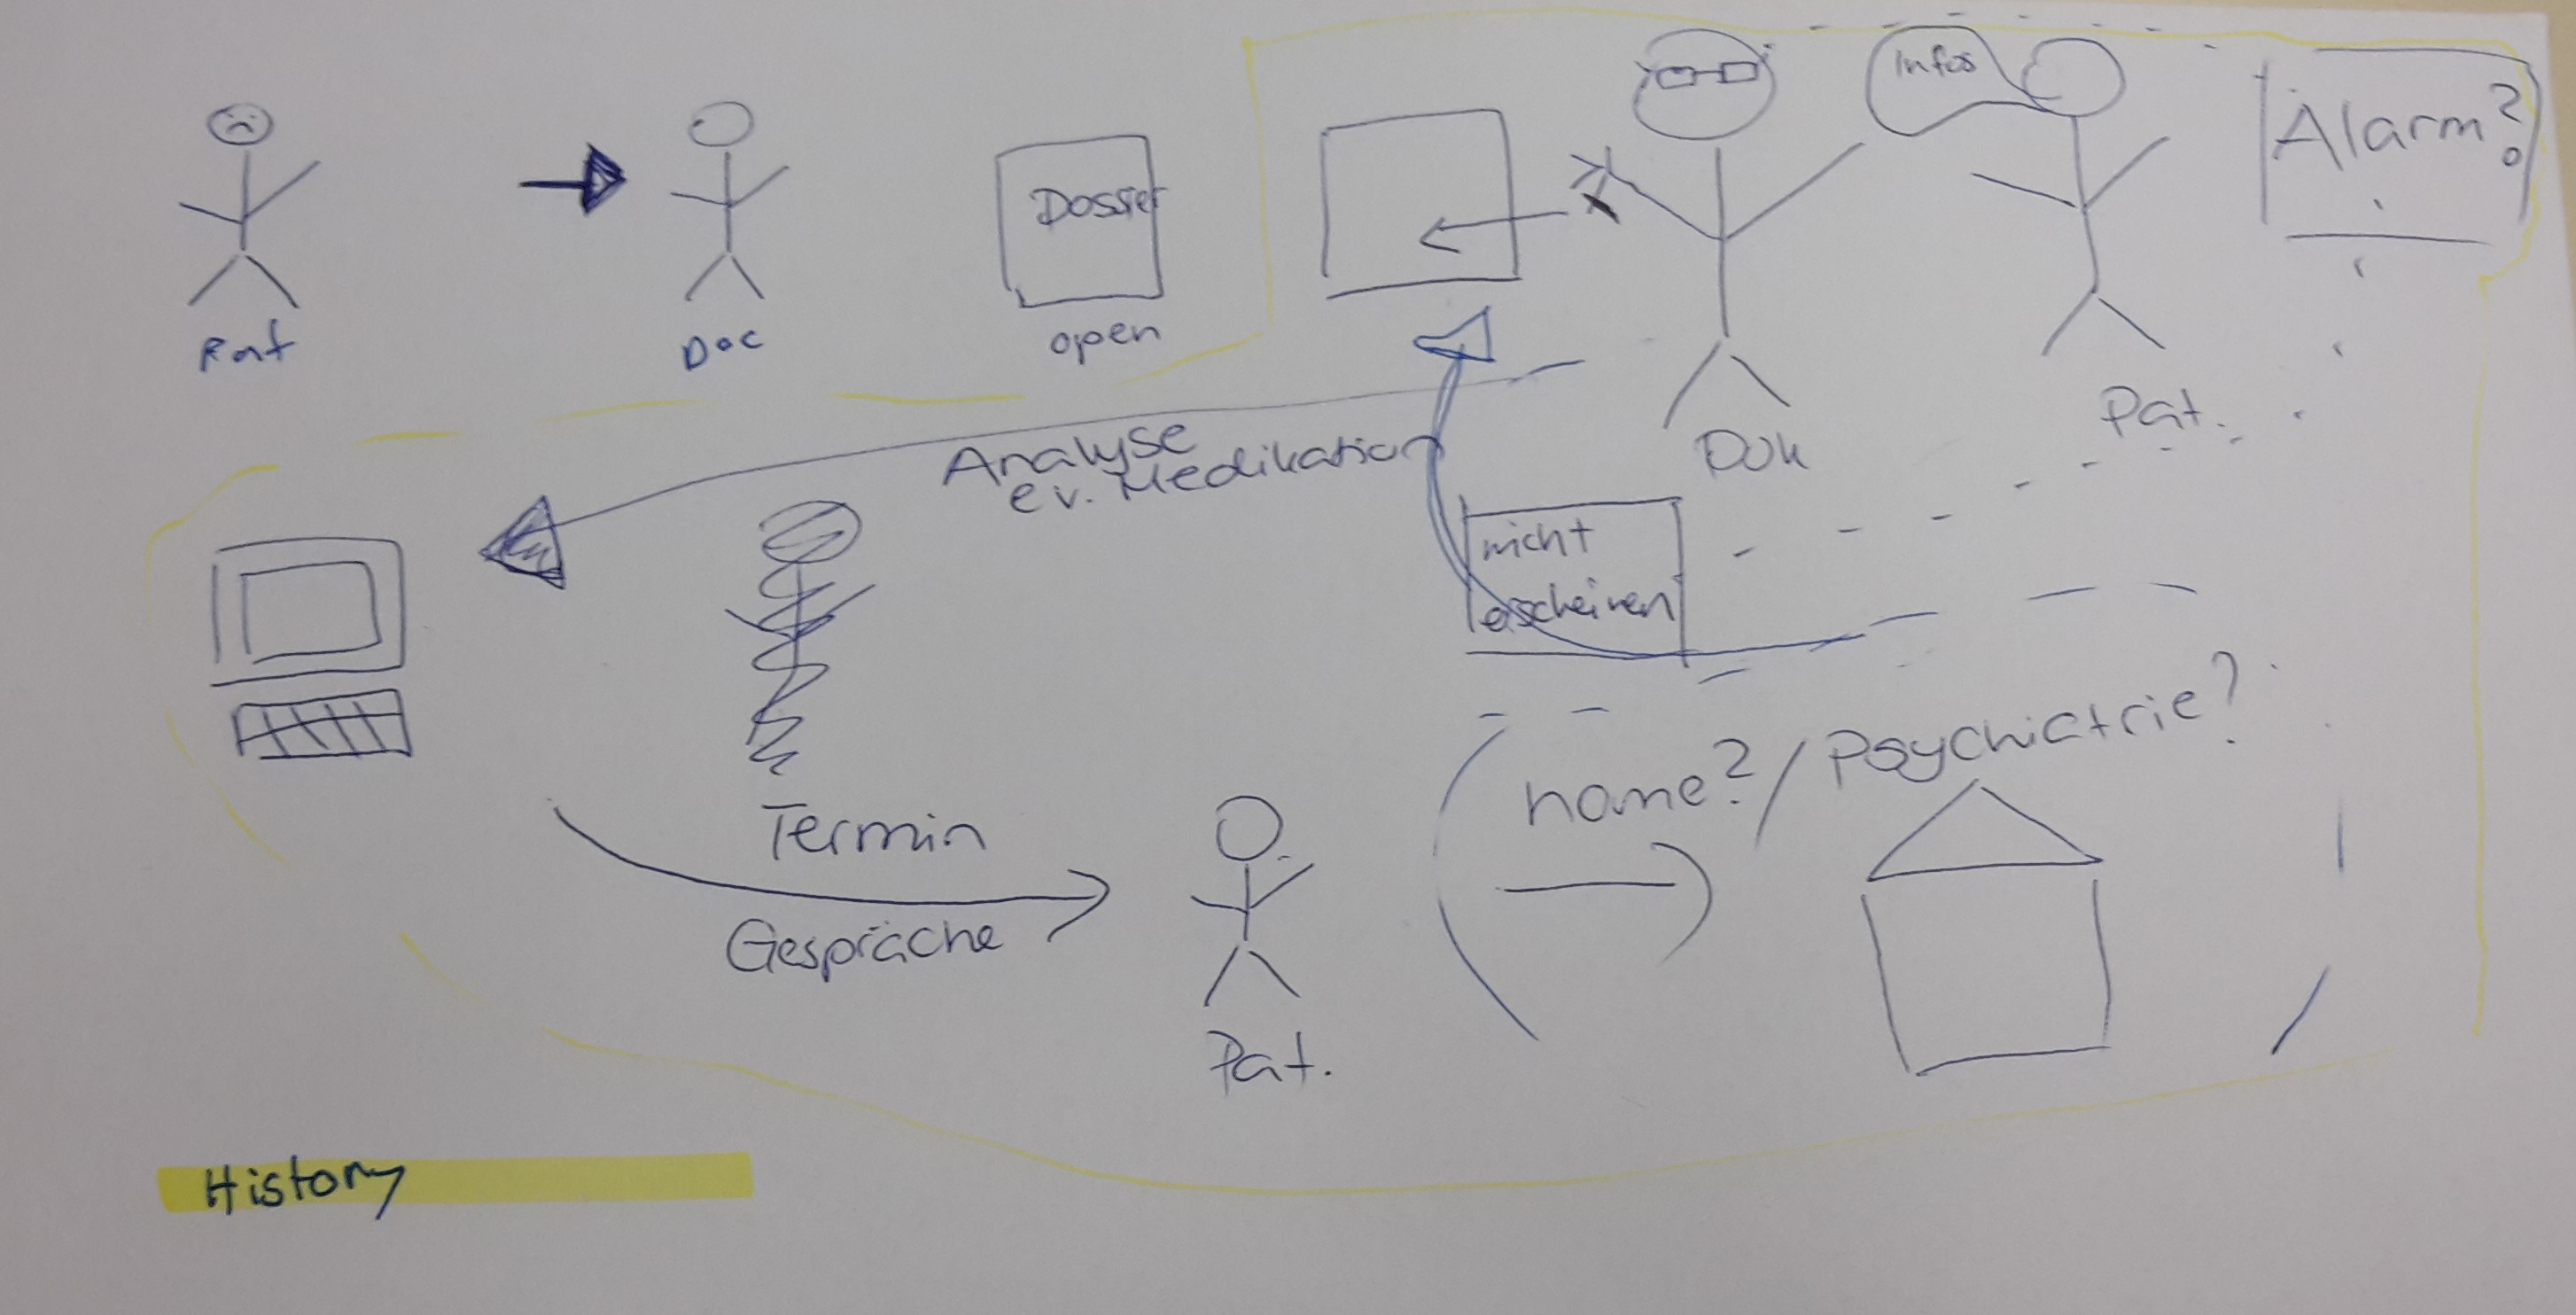 Infos
Alarm?
Dossier
open
Pat
Doc
Dok
Pat.
Analyse
ev. Medikation
nicht
erscheinen
home? / Psychiatrie?
Termin
Gespräche
Pat.
History